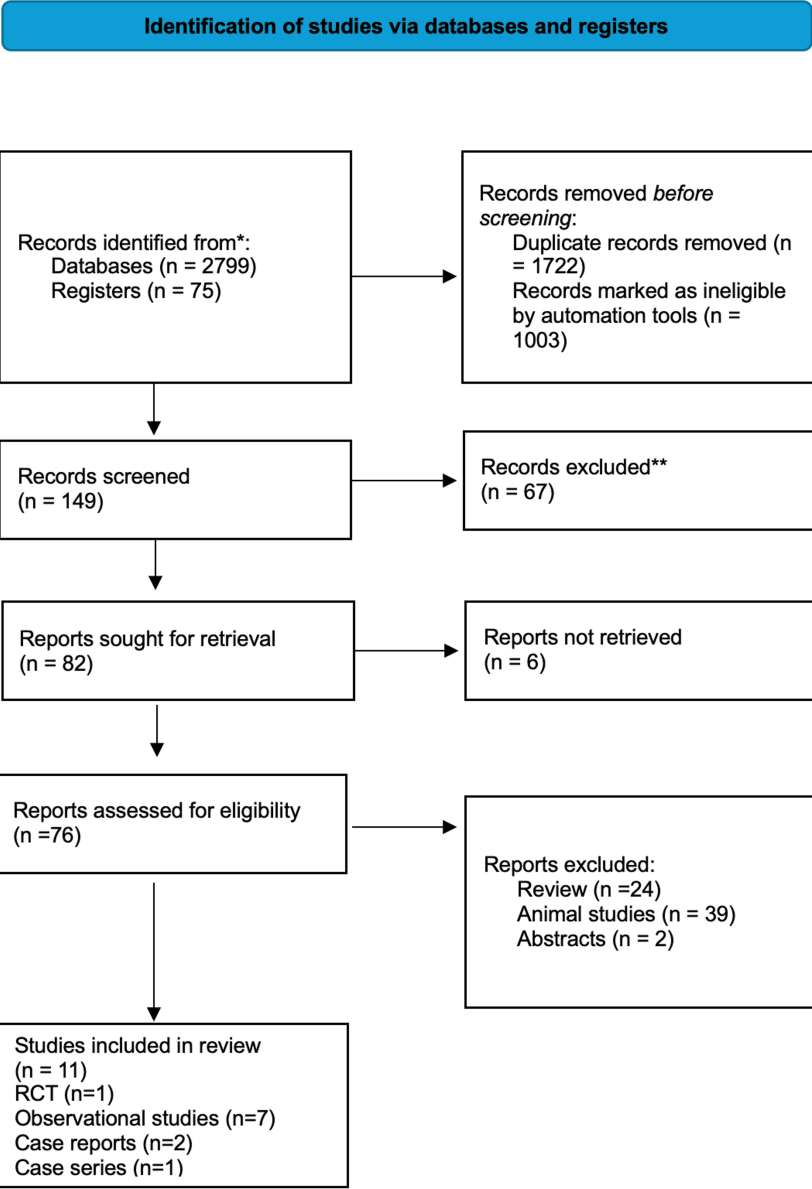 Identification of studies via databases and registers
Records identified from*:
Databases (n = 2799)
Registers (n = 75)
Records removed before
screening:
Duplicate records removed (n
= 1722)
Records marked as ineligible
by automation tools (n =
1003)
Records screened
(n = 149)
Records excluded**
(n = 67)
Reports sought for retrieval
(n = 82)
Reports not retrieved
(n = 6)
Reports assessed for eligibility
(n =76)
Reports excluded:
Review (n =24)
Animal studies (n = 39)
Abstracts (n = 2)
Studies included in review
(n = 11)
RCT (n=1)
Observational studies (n=7)
Case reports (n=2)
Case series (n=1)